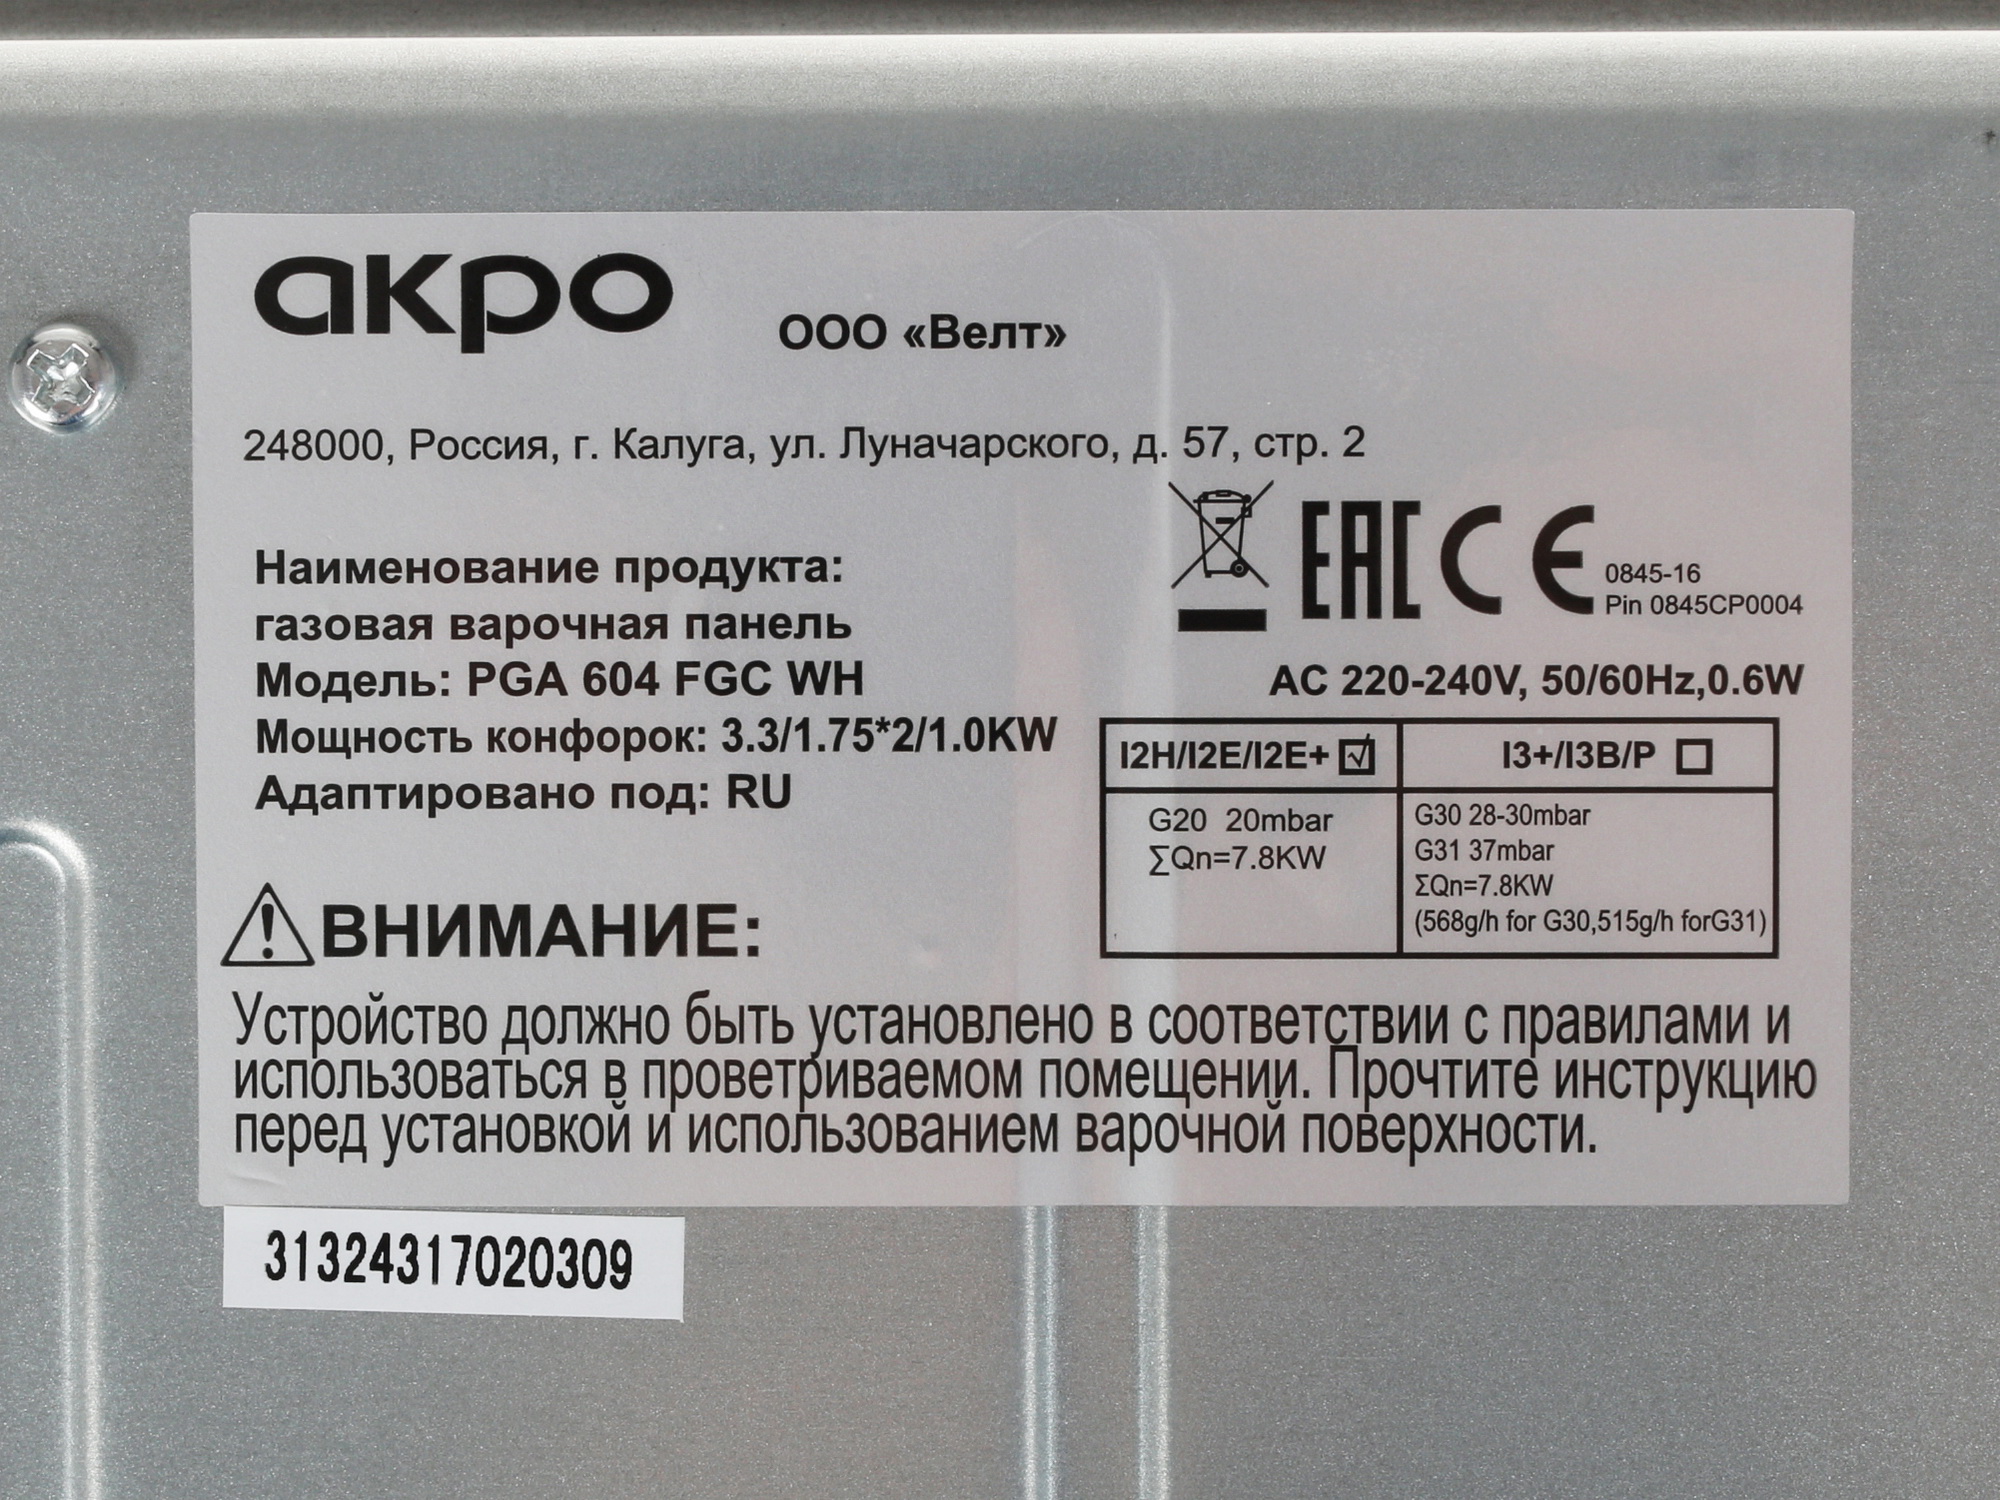 акро
ООО «Велт»
248000, Россия, г. Калуга, ул. Луначарского, д. 57, стр. 2
EAC CE 0845-16
Pin 0845CP0004
Наименование продукта:
газовая варочная панель
Модель: PGA 604 FGC WH
Мощность конфорок: 3.3/1.75*2/1.0KW
Адаптировано под: RU
AC 220-240V, 50/60Hz,0.6W
I2H/I2E/I2E+ ☑
G20 20mbar
∑Qn=7.8KW
I3+/I3B/P ☐
G30 28-30mbar
G31 37mbar
ΣQn=7.8KW
(568g/h for G30,515g/h forG31)
ВНИМАНИЕ:
Устройство должно быть установлено в соответствии с правилами и
использоваться в проветриваемом помещении. Прочтите инструкцию
перед установкой и использованием варочной поверхности.
31324317020309